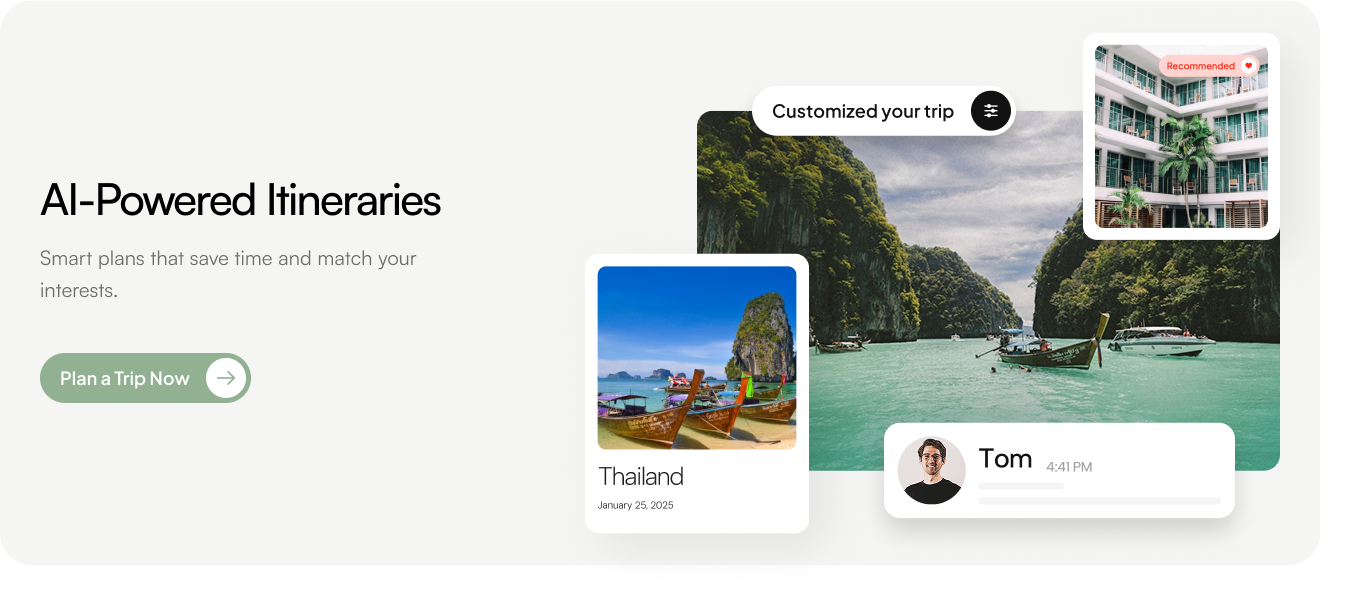 AI-Powered Itineraries
Smart plans that save time and match your
interests.
Plan a Trip Now
Customized your trip
Recommended
Thailand
January 25, 2025
Tom 4:41 PM